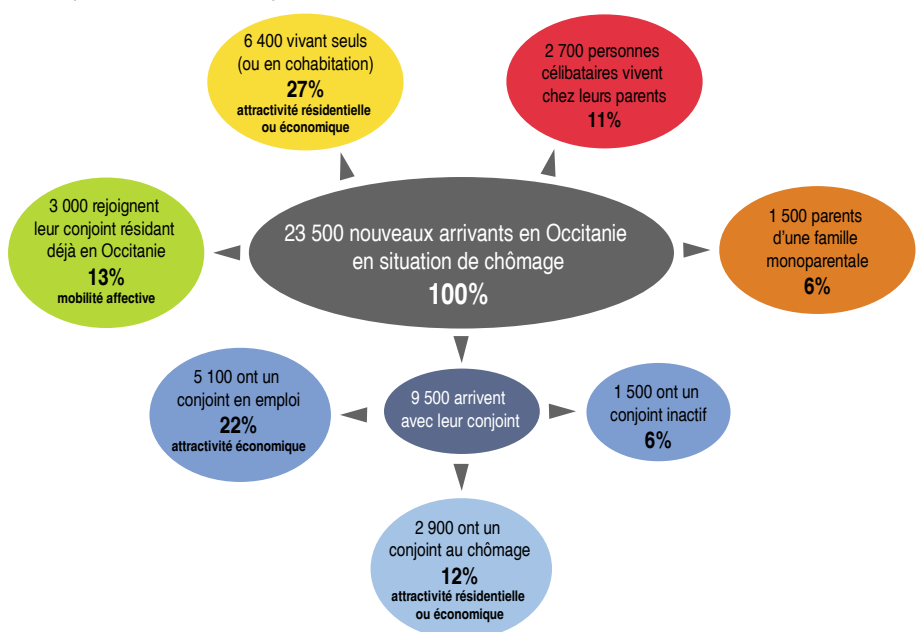 6 400 vivant seuls
(ou en cohabitation)
27%
attractivité résidentielle
ou économique
2 700 personnes
célibataires vivent
chez leurs parents
11%
3 000 rejoignent
leur conjoint résidant
déjà en Occitanie
13%
mobilité affective
23 500 nouveaux arrivants en Occitanie
en situation de chômage
100%
1 500 parents
d'une famille
monoparentale
6%
5 100 ont un
conjoint en emploi
22%
attractivité économique
9 500 arrivent
avec leur conjoint
1 500 ont un
conjoint inactif
6%
2 900 ont un
conjoint au chômage
12%
attractivité résidentielle
ou économique